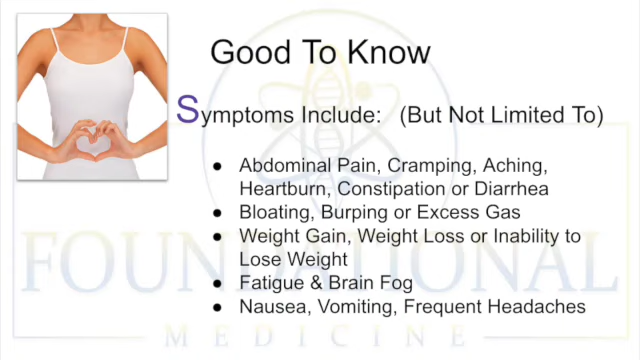 Good To Know
Symptoms Include: (But Not Limited To)
● Abdominal Pain, Cramping, Aching,
Heartburn, Constipation or Diarrhea
● Bloating, Burping or Excess Gas
● Weight Gain, Weight Loss or Inability to
Lose Weight
● Fatigue & Brain Fog
● Nausea, Vomiting, Frequent Headaches
FOUNDATIONAL
MEDICINE